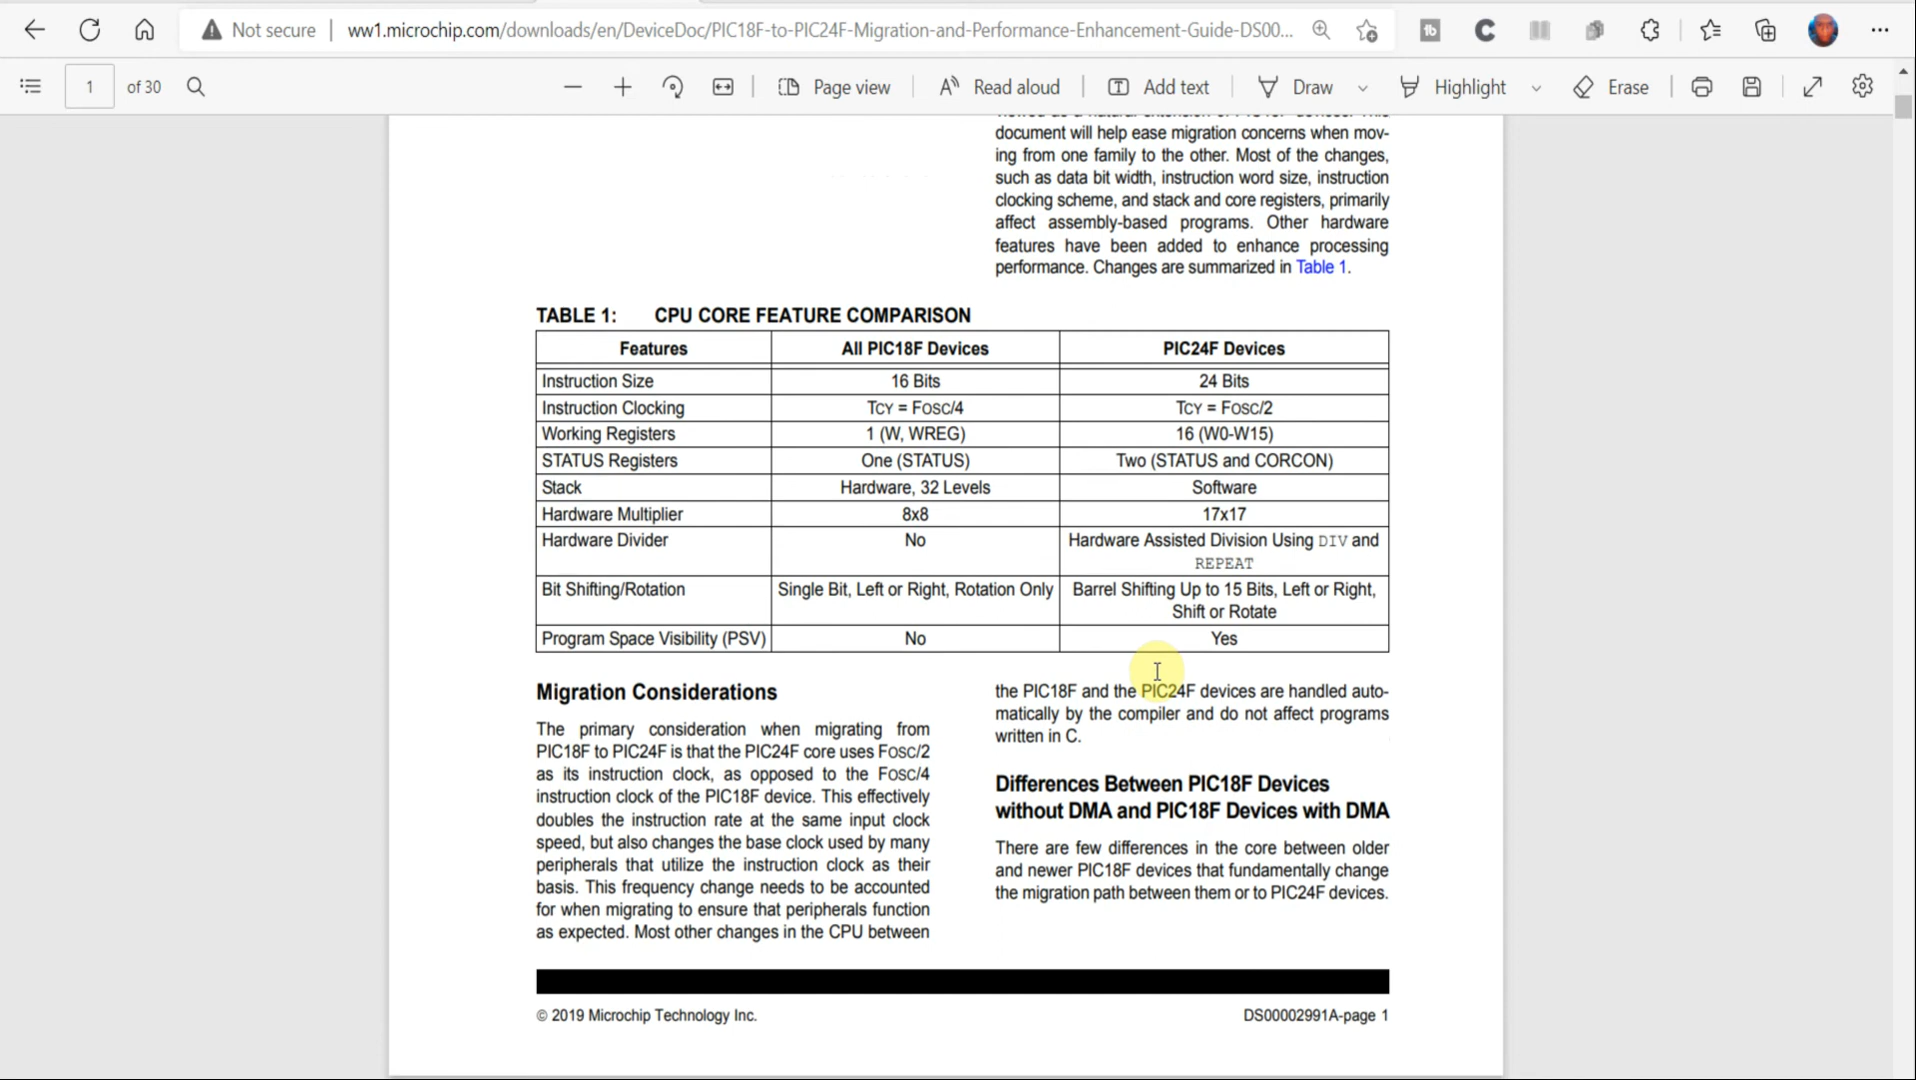 Not secure
ww1.microchip.com/downloads/en/DeviceDoc/PIC18F-to-PIC24F-Migration-and-Performance-Enhancement-Guide-DS00...
1 of 30
Page view
Read aloud
Add text
Draw
Highlight
Erase
document will help ease migration concerns when mov-
ing from one family to the other. Most of the changes,
such as data bit width, instruction word size, instruction
clocking scheme, and stack and core registers, primarily
affect assembly-based programs. Other hardware
features have been added to enhance processing
performance. Changes are summarized in Table 1.
TABLE 1: CPU CORE FEATURE COMPARISON
Features All PIC18F Devices PIC24F Devices
Instruction Size 16 Bits 24 Bits
Instruction Clocking TCY = FOSC/4 TCY = FOSC/2
Working Registers 1 (W, WREG) 16 (W0-W15)
STATUS Registers One (STATUS) Two (STATUS and CORCON)
Stack Hardware, 32 Levels Software
Hardware Multiplier 8x8 17x17
Hardware Divider No Hardware Assisted Division Using DIV and
REPEAT
Bit Shifting/Rotation Single Bit, Left or Right, Rotation Only Barrel Shifting Up to 15 Bits, Left or Right,
Shift or Rotate
Program Space Visibility (PSV) No Yes
Migration Considerations
The primary consideration when migrating from
PIC18F to PIC24F is that the PIC24F core uses FOSC/2
as its instruction clock, as opposed to the FOSC/4
instruction clock of the PIC18F device. This effectively
doubles the instruction rate at the same input clock
speed, but also changes the base clock used by many
peripherals that utilize the instruction clock as their
basis. This frequency change needs to be accounted
for when migrating to ensure that peripherals function
as expected. Most other changes in the CPU between
the PIC18F and the PIC24F devices are handled auto-
matically by the compiler and do not affect programs
written in C.
Differences Between PIC18F Devices
without DMA and PIC18F Devices with DMA
There are few differences in the core between older
and newer PIC18F devices that fundamentally change
the migration path between them or to PIC24F devices.
© 2019 Microchip Technology Inc.
DS00002991A-page 1